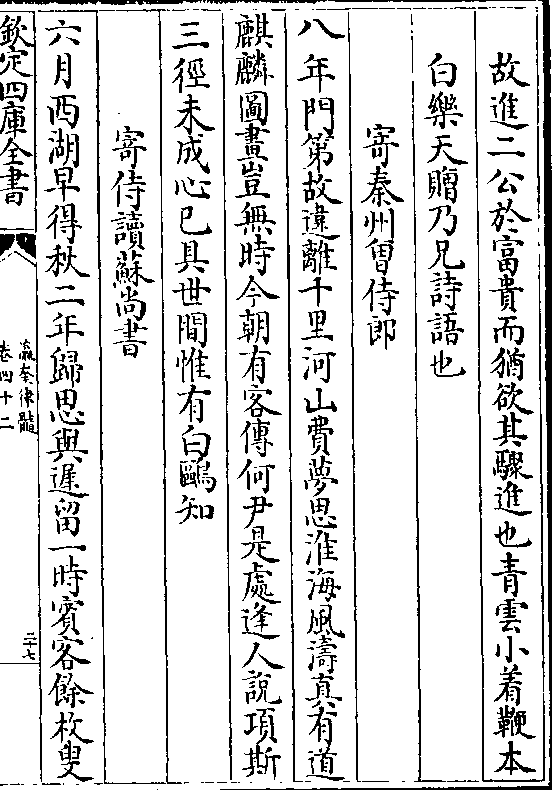 故進二公於富貴而猶欲其驟進也青雲小着鞭本
白樂天贈乃兄詩語也
寄秦州曾侍郎
八年門第故違離千里河山費夢思淮海風濤真有道
麒麟圖畫豈無時今朝有客傳何尹是處逢人說項斯
三徑未成心已具世間惟有白鷗知
寄侍讀蘇尚書
六月西湖早得秋二年歸思與遲留一時賓客餘枚叟
欽定四庫全書
瀛奎律髓
卷四十二
二十七